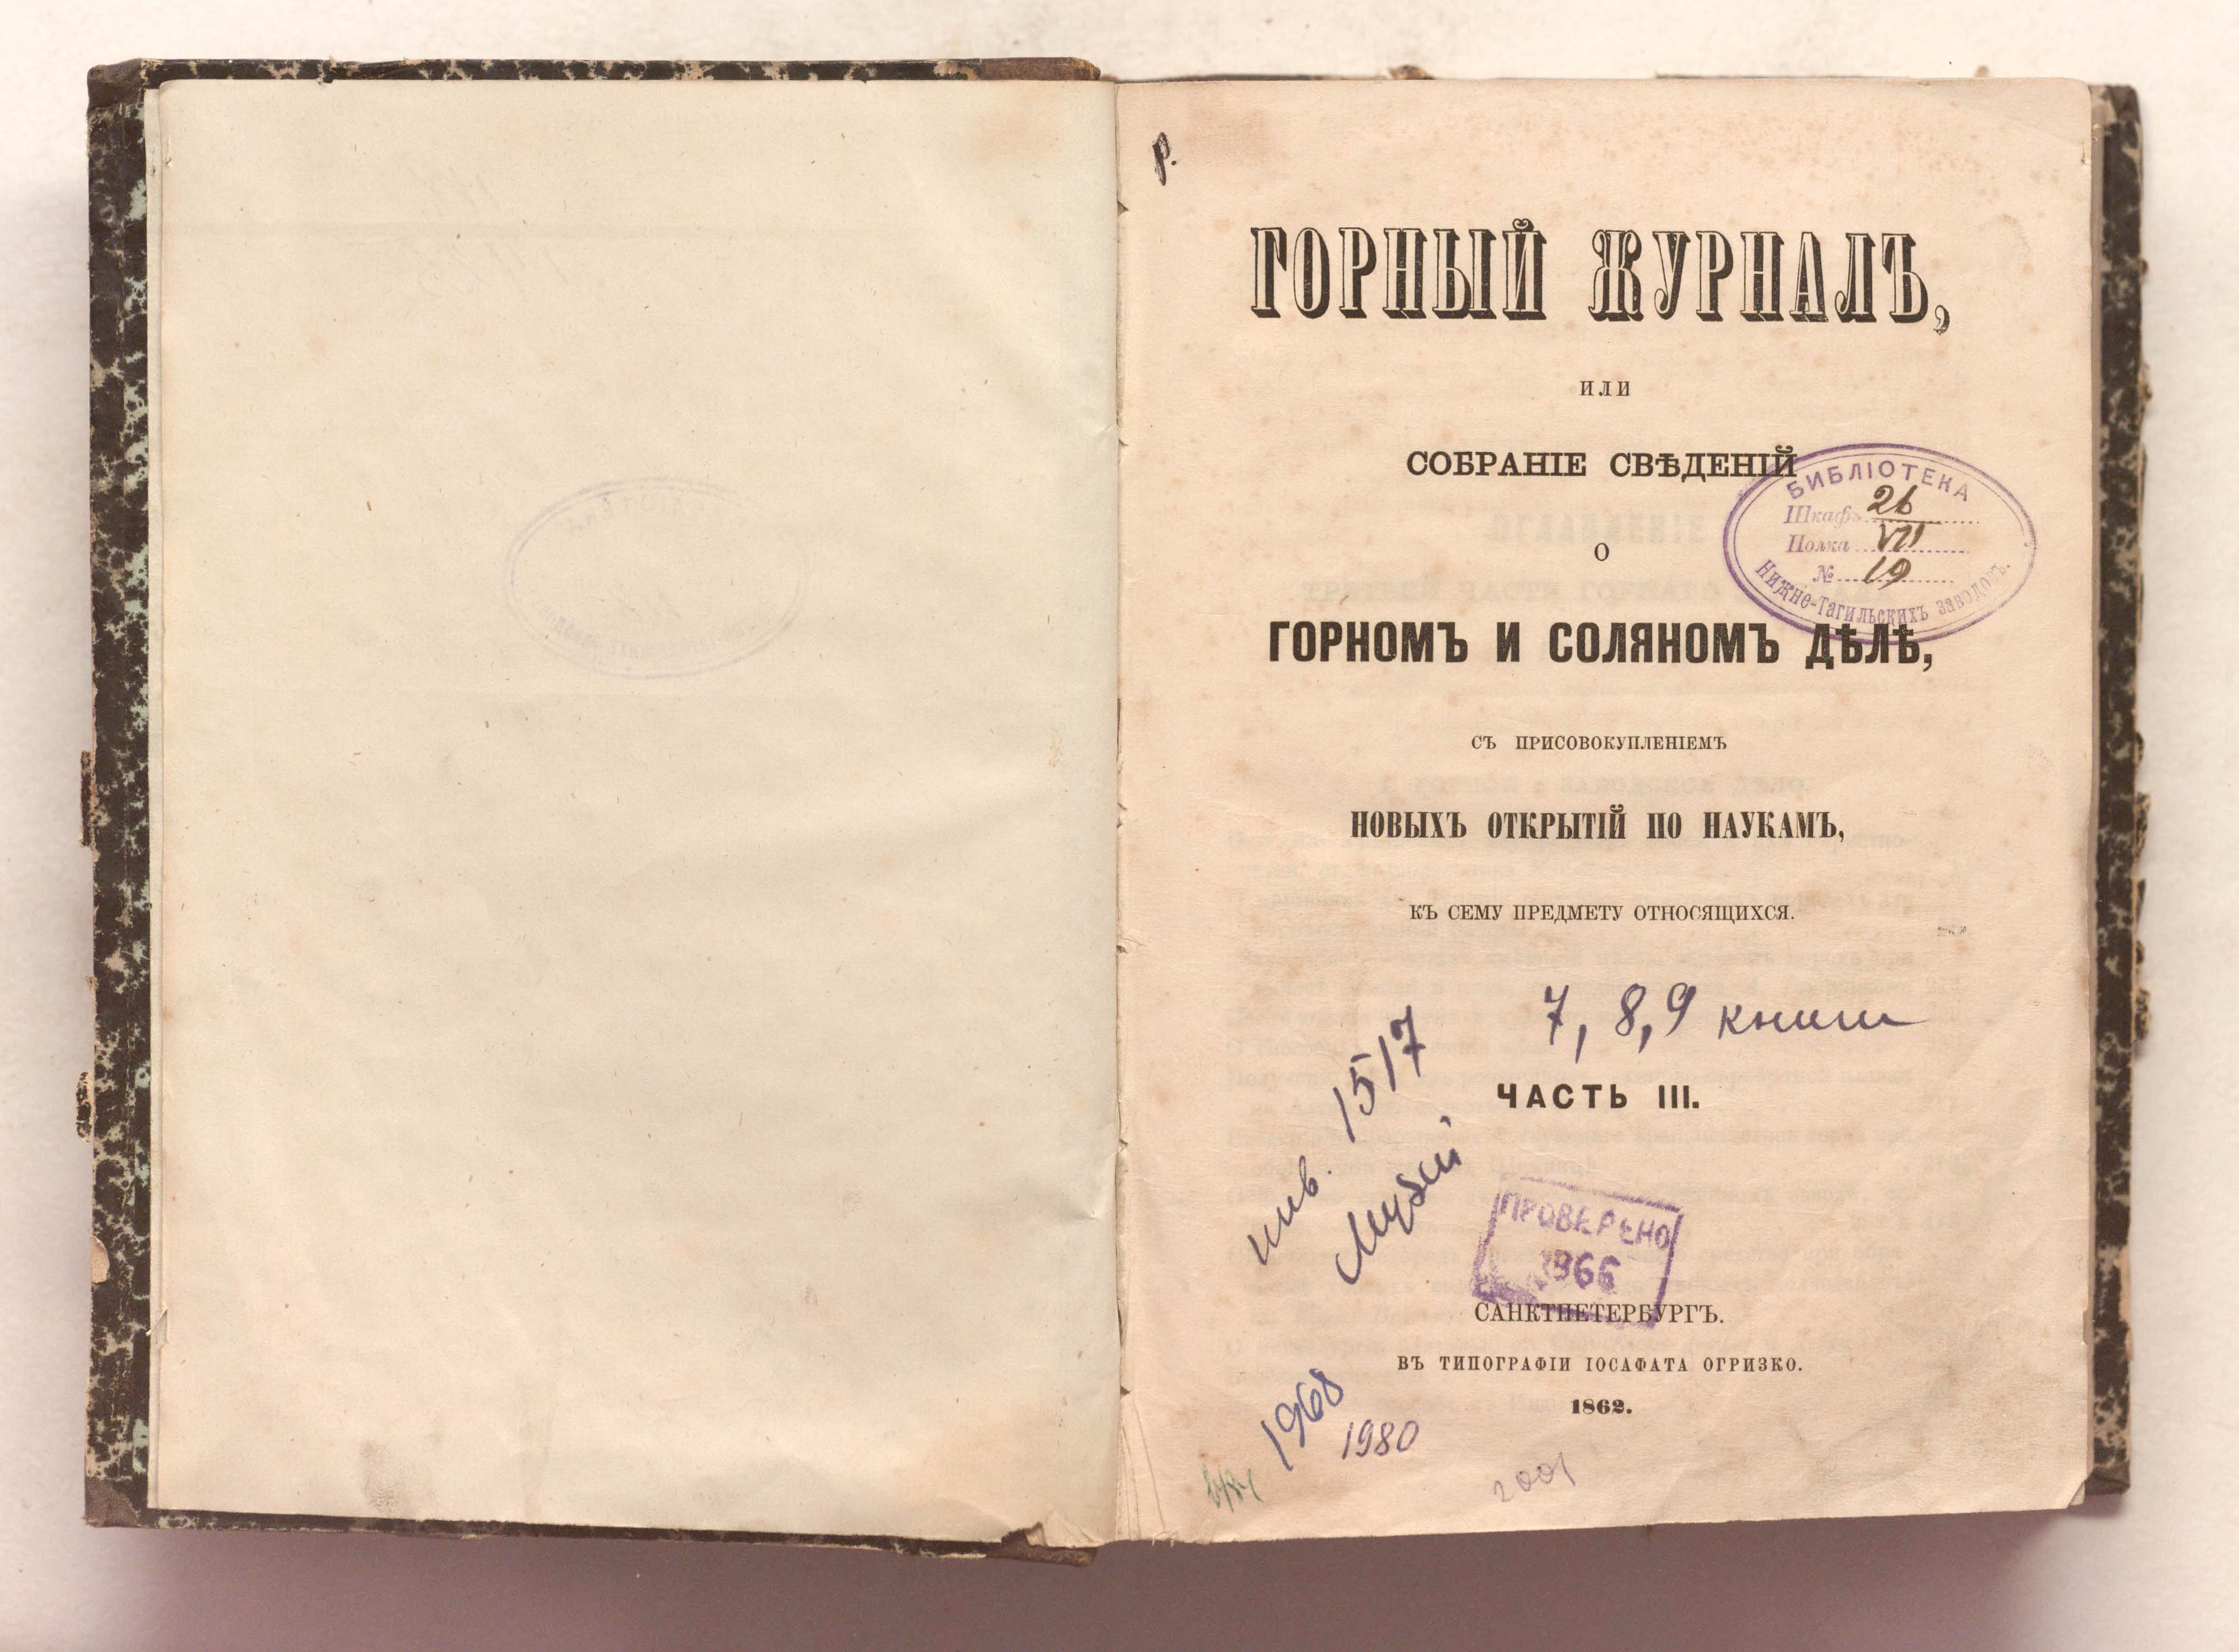 р.
ГОРНЫЙ ЖУРНАЛЪ,
ИЛИ
СОБРАНІЕ СВѢДЕНІЙ
БИБЛІОТЕКА
Шкафъ 26
Полка VII
№ 19
Нижне-Тагильскихъ заводовъ.
О
ГОРНОМЪ И СОЛЯНОМЪ ДѢЛѢ,
СЪ ПРИСОВОКУПЛЕНІЕМЪ
НОВЫХЪ ОТКРЫТІЙ ПО НАУКАМЪ,
КЪ СЕМУ ПРЕДМЕТУ ОТНОСЯЩИХСЯ.
7, 8, 9 книги
ЧАСТЬ III.
инв. 1517
Музей
ПРОВЕРЕНО
1966
САНКТПЕТЕРБУРГЪ.
ВЪ ТИПОГРАФІИ ІОСАФАТА ОГРИЗКО.
1862.
1968
1980
2001